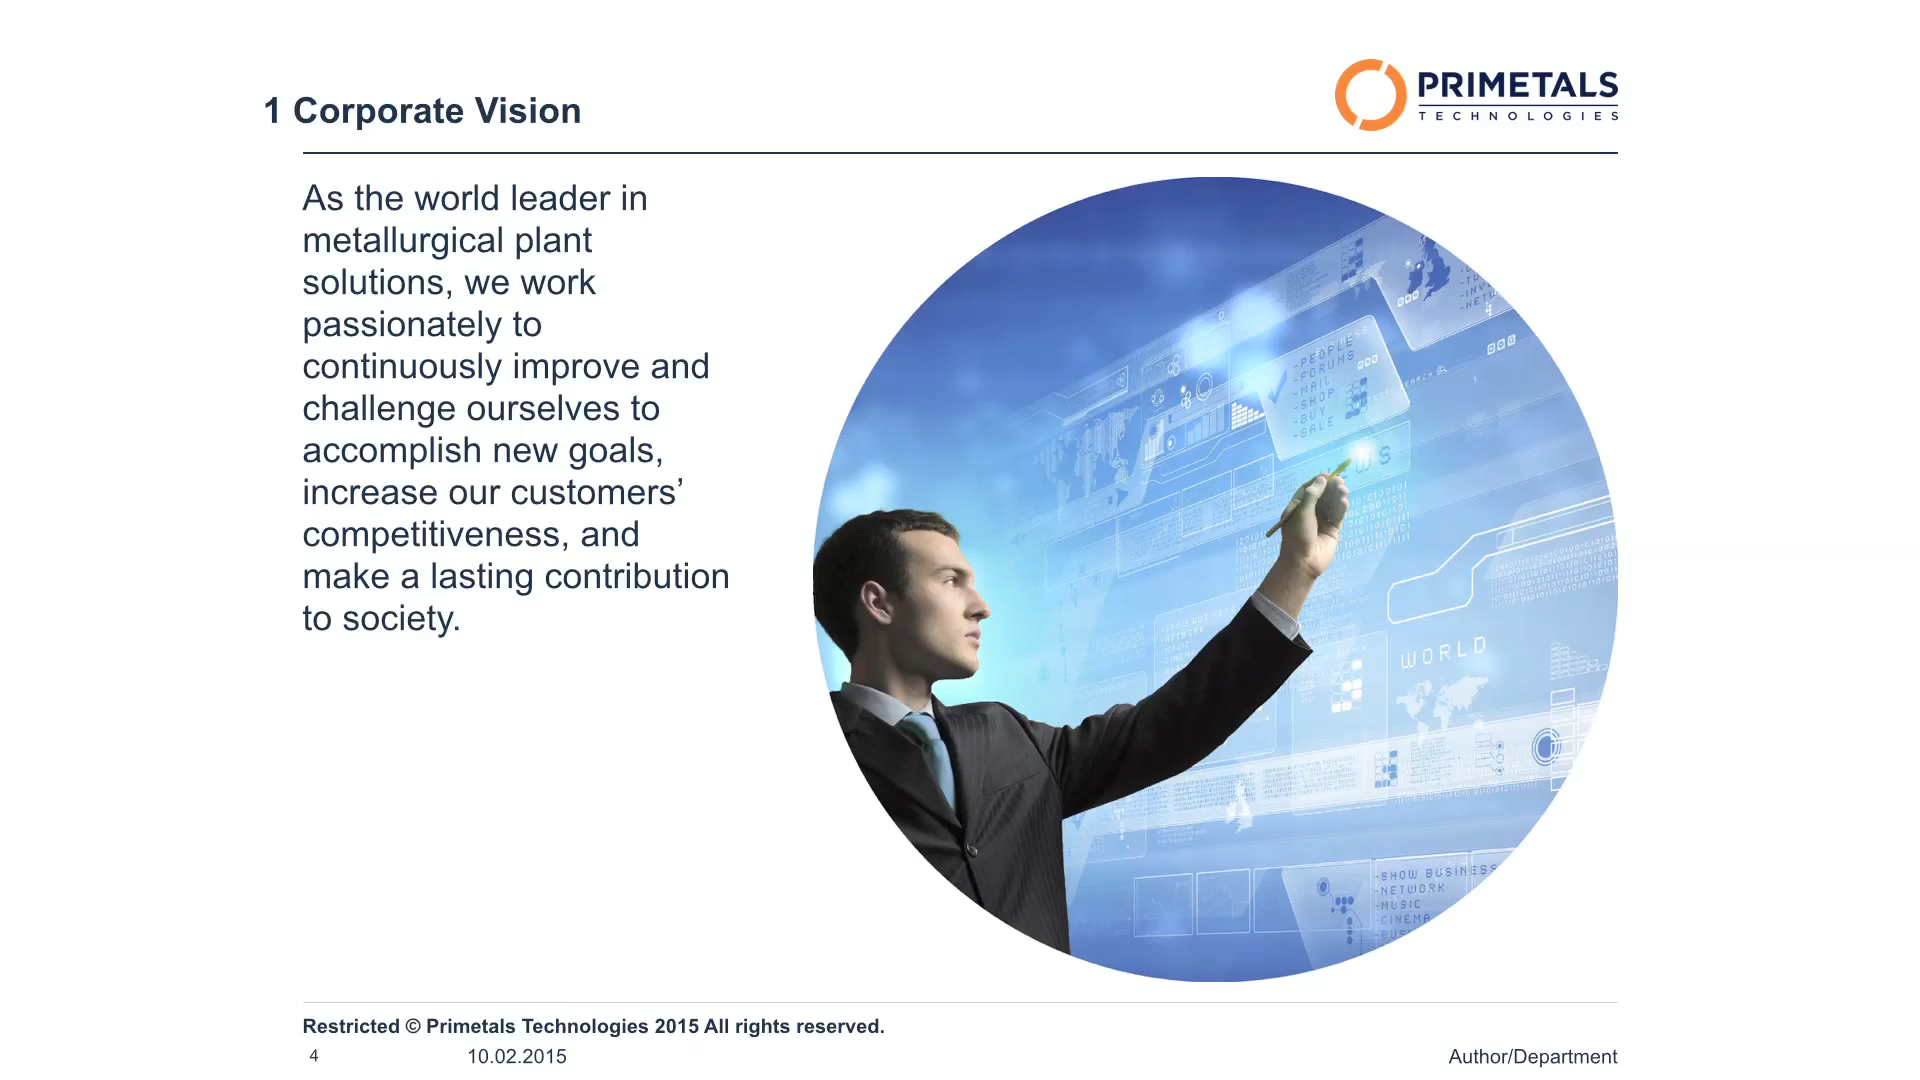 1 Corporate Vision
PRIMETALS
TECHNOLOGIES
As the world leader in
metallurgical plant
solutions, we work
passionately to
continuously improve and
challenge ourselves to
accomplish new goals,
increase our customers’
competitiveness, and
make a lasting contribution
to society.
-PEOPLE
-FORUMS
-MAIL
-SHOP
-BUY
-SALE
WORLD
-SHOW BUSINESS
-NETWORK
-MUSIC
-CINEMA
Restricted © Primetals Technologies 2015 All rights reserved.
4 10.02.2015 Author/Department